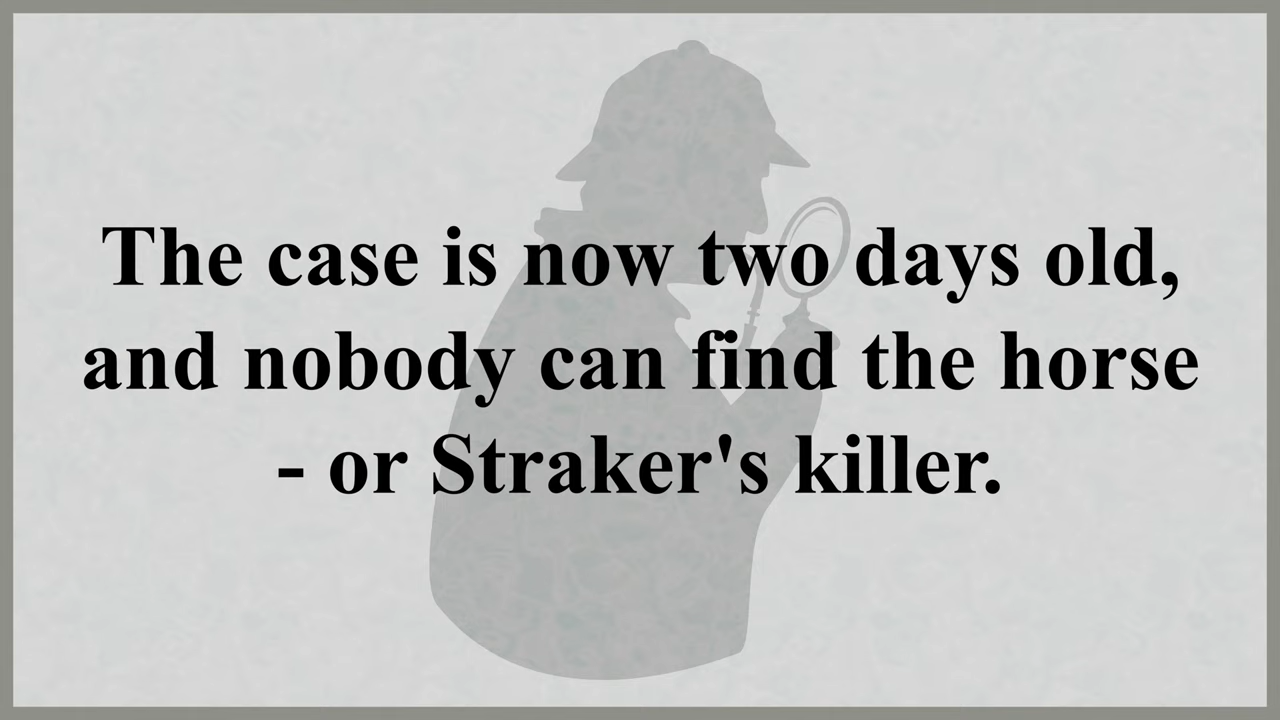 The case is now two days old,
and nobody can find the horse
- or Straker's killer.